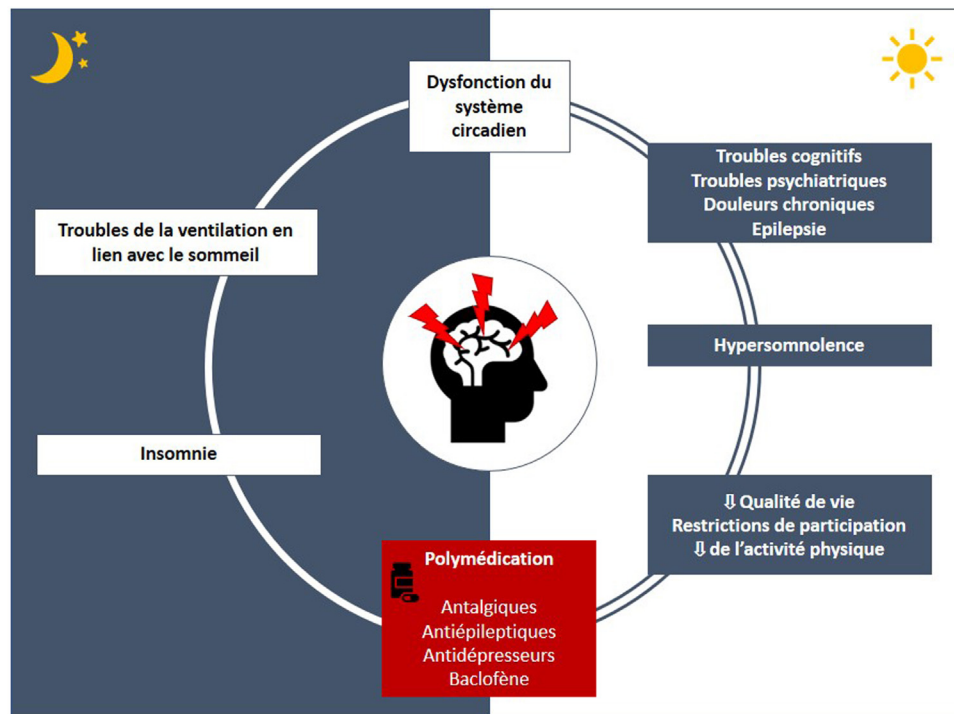 Dysfonction du
système
circadien
Troubles de la ventilation en
lien avec le sommeil
Insomnie
Troubles cognitifs
Troubles psychiatriques
Douleurs chroniques
Epilepsie
Hypersomnolence
⇩ Qualité de vie
Restrictions de participation
⇩ de l’activité physique
Polymédication
Antalgiques
Antiépileptiques
Antidépresseurs
Baclofène